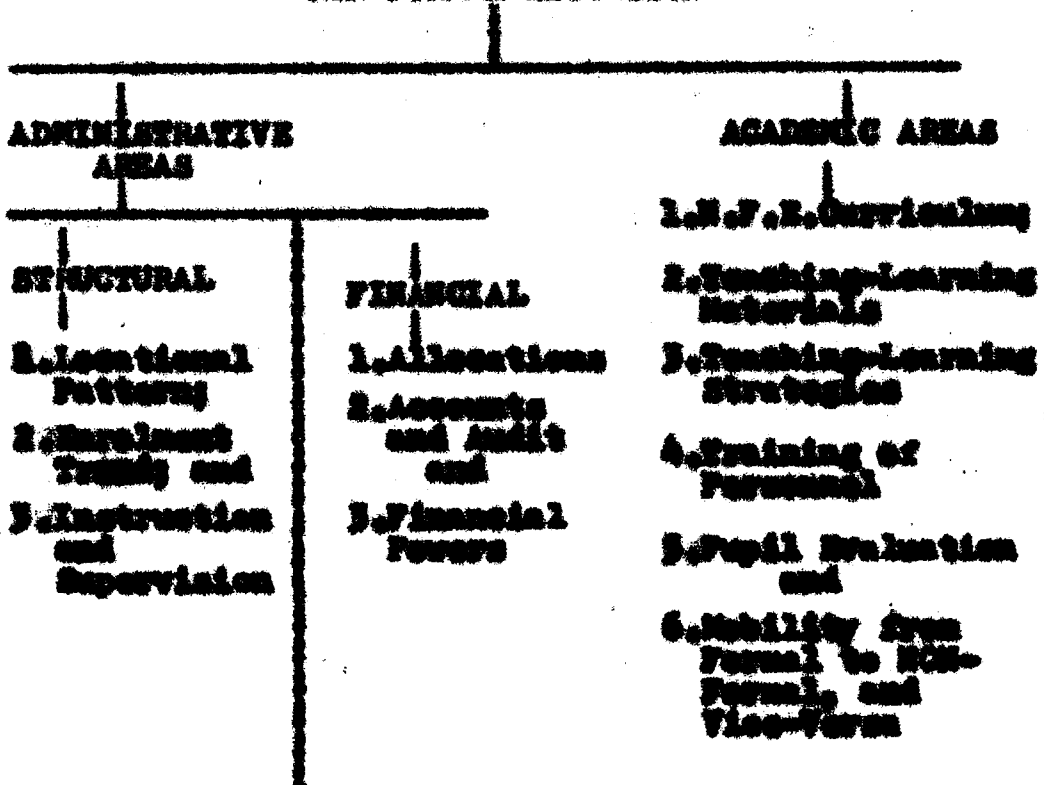 ADMINISTRATIVE
AREAS
STRUCTURAL
1.Locational
Pattern;
2.Enrolment
Trend; and
3.Instruction
and
Supervision
FINANCIAL
1.Allocations
2.Accounts
and Audit
and
3.Financial
Powers
ACADEMIC AREAS
1.N.F.E.Curriculum;
2.Teaching-Learning
Materials
3.Teaching-Learning
Strategies
4.Training of
Personnal
5.Pupil Evaluation
and
6.Mobility from
Formal to NON-
Formal, and
Vice-Versa